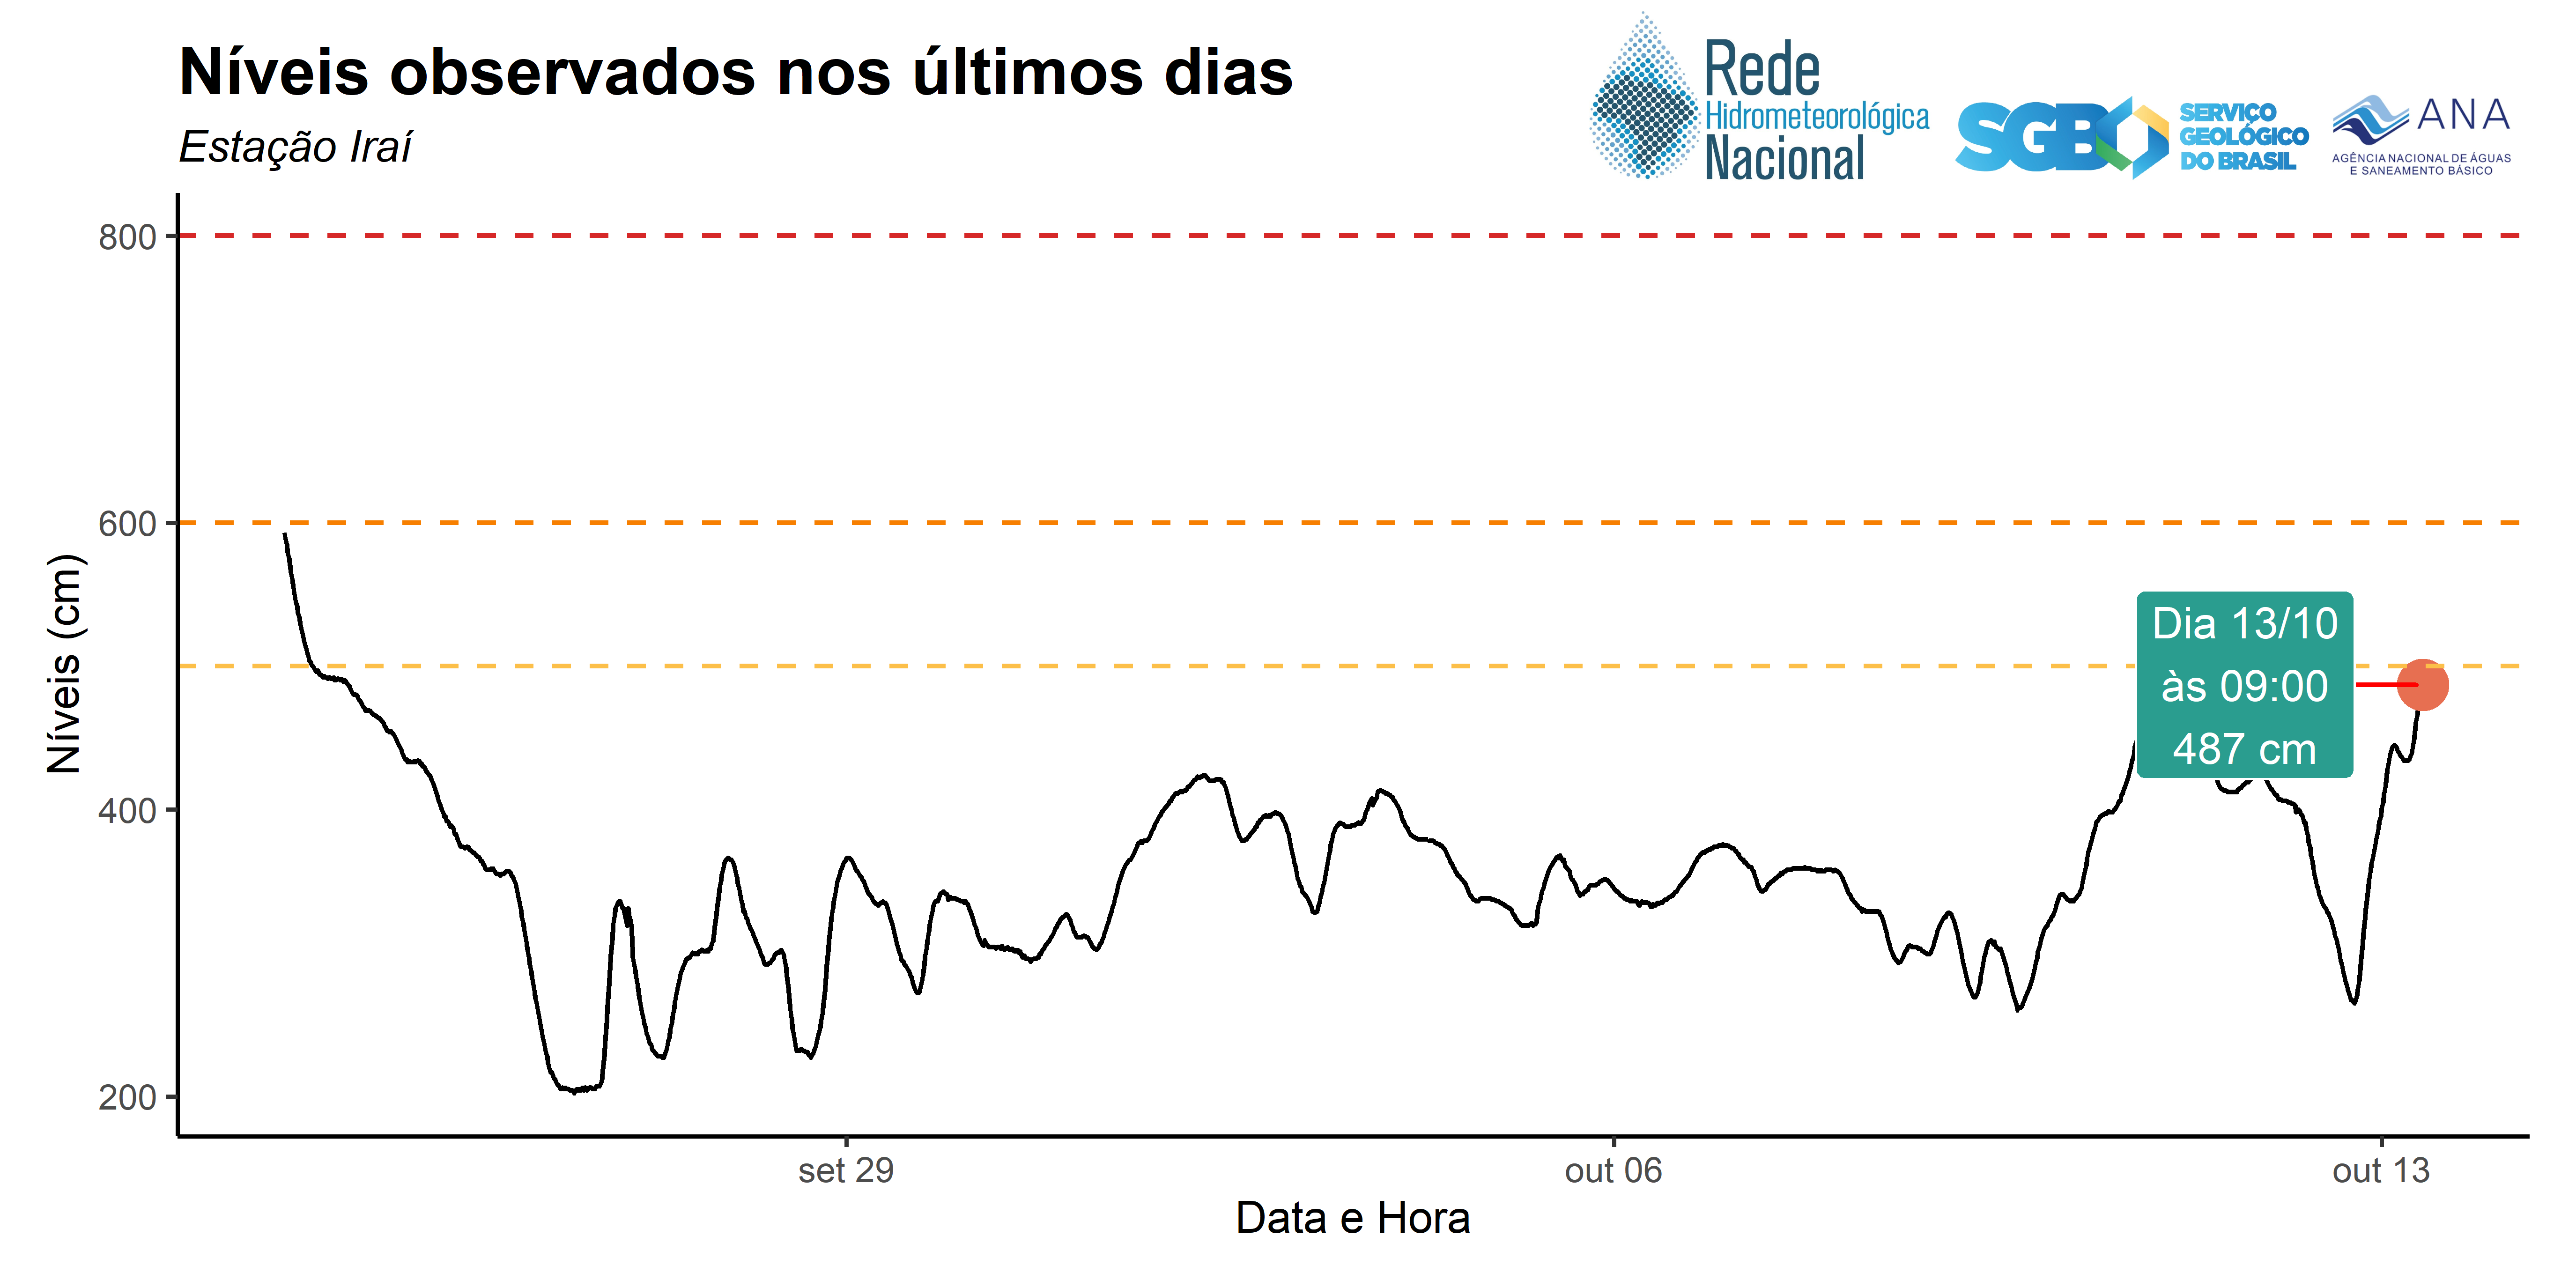 Níveis observados nos últimos dias
Estação Iraí
Rede
Hidrometeorológica
Nacional
SGB
SERVIÇO
GEOLÓGICO
DO BRASIL
ANA
AGÊNCIA NACIONAL DE ÁGUAS
E SANEAMENTO BÁSICO
800
600
400
200
Níveis (cm)
Dia 13/10
às 09:00
487 cm
set 29
out 06
out 13
Data e Hora